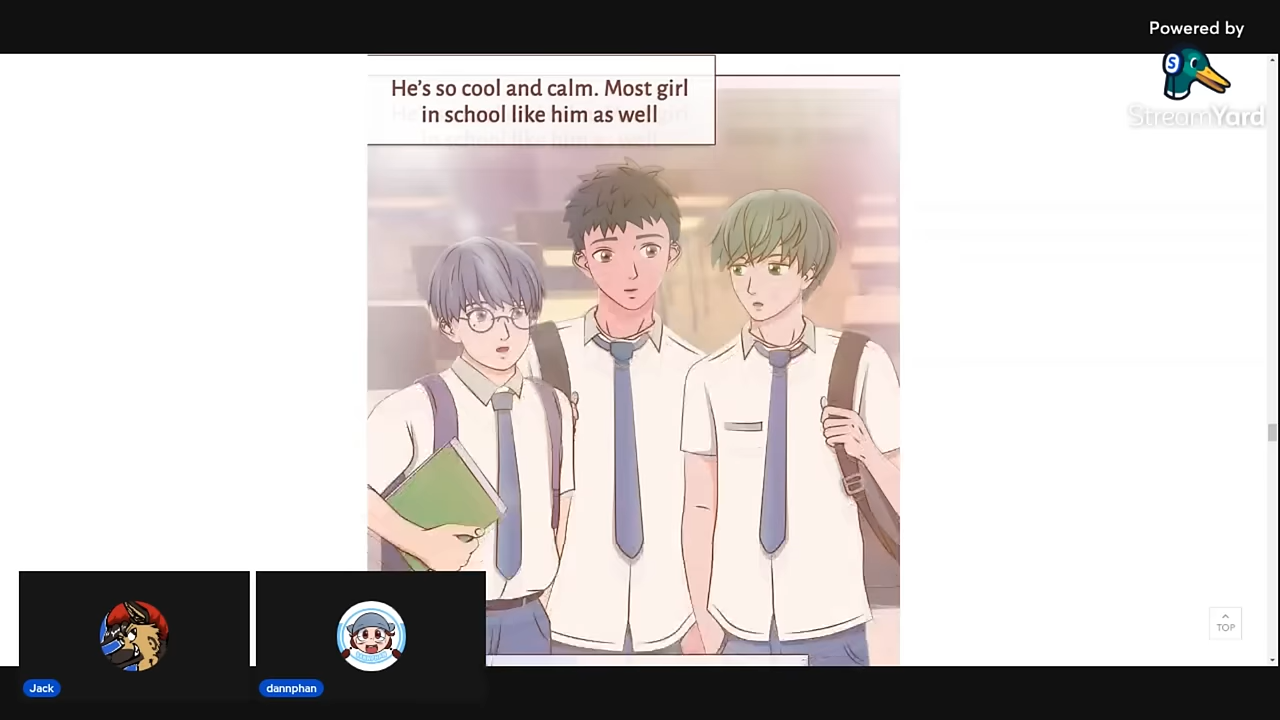 Powered by
StreamYard
He's so cool and calm. Most girl
in school like him as well
TOP
Jack
dannphan